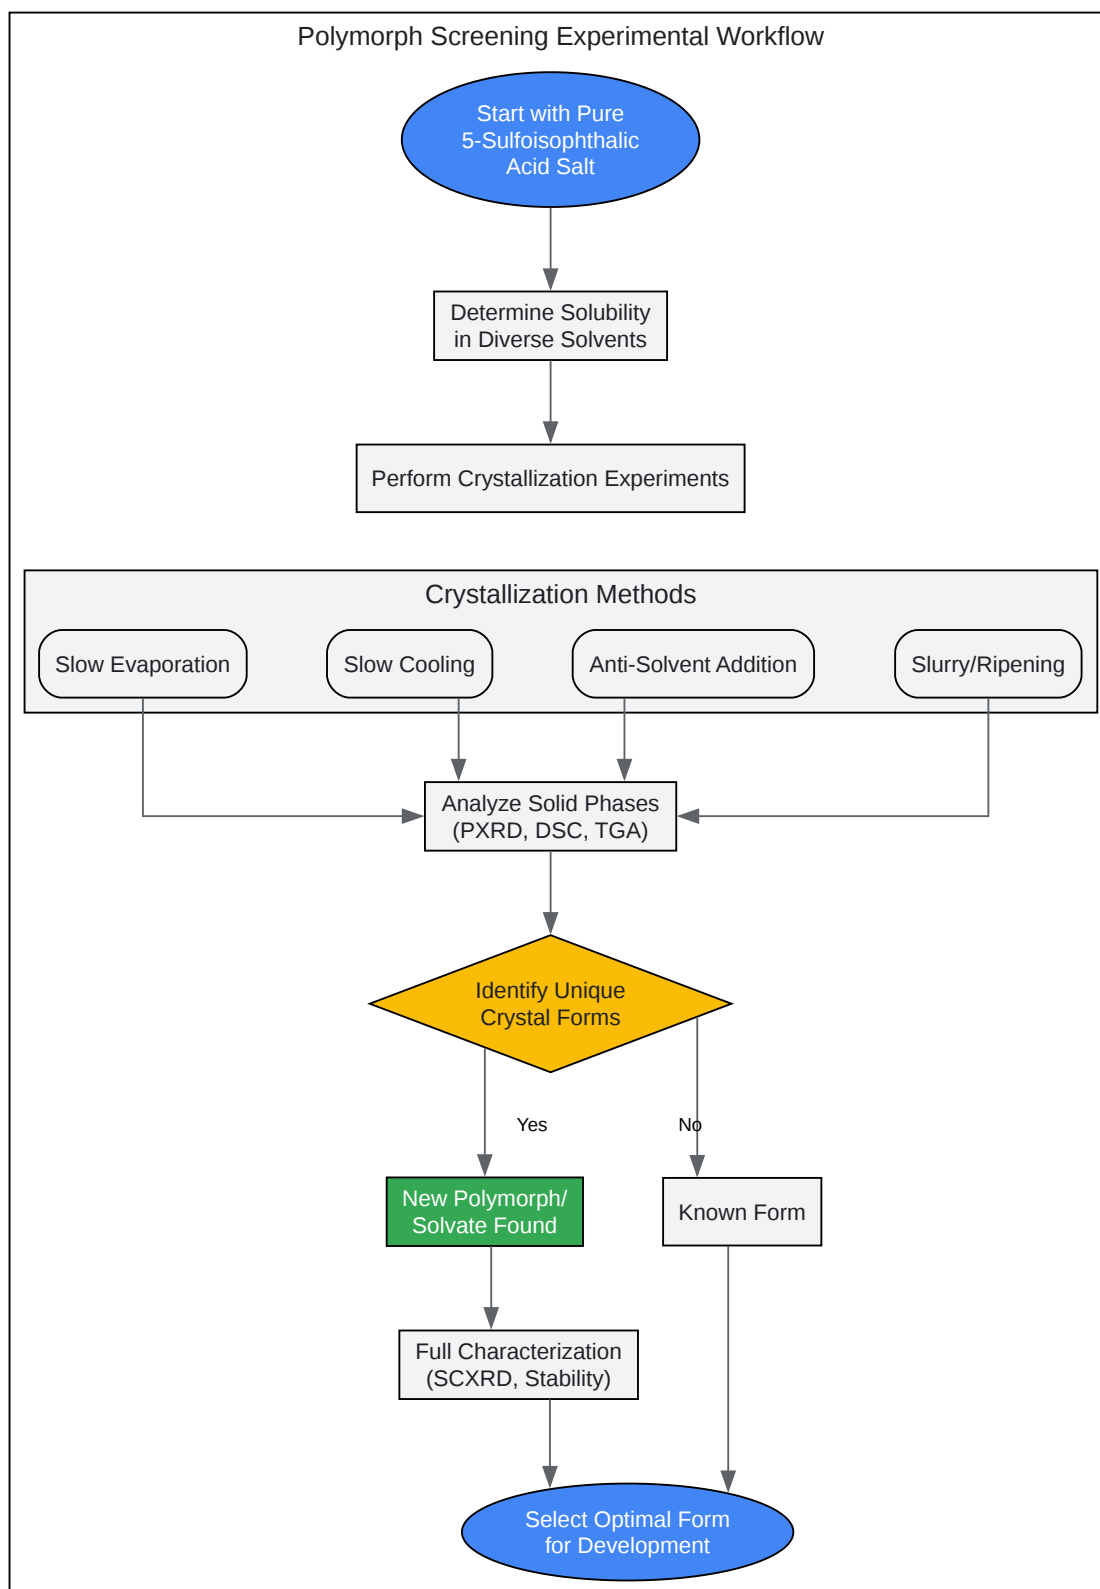 Polymorph Screening Experimental Workflow
Start with Pure
5-Sulfoisophthalic
Acid Salt
Determine Solubility
in Diverse Solvents
Perform Crystallization Experiments
Crystallization Methods
Slow Evaporation
Slow Cooling
Anti-Solvent Addition
Slurry/Ripening
Analyze Solid Phases
(PXRD, DSC, TGA)
Identify Unique
Crystal Forms
Yes
No
New Polymorph/
Solvate Found
Known Form
Full Characterization
(SCXRD, Stability)
Select Optimal Form
for Development